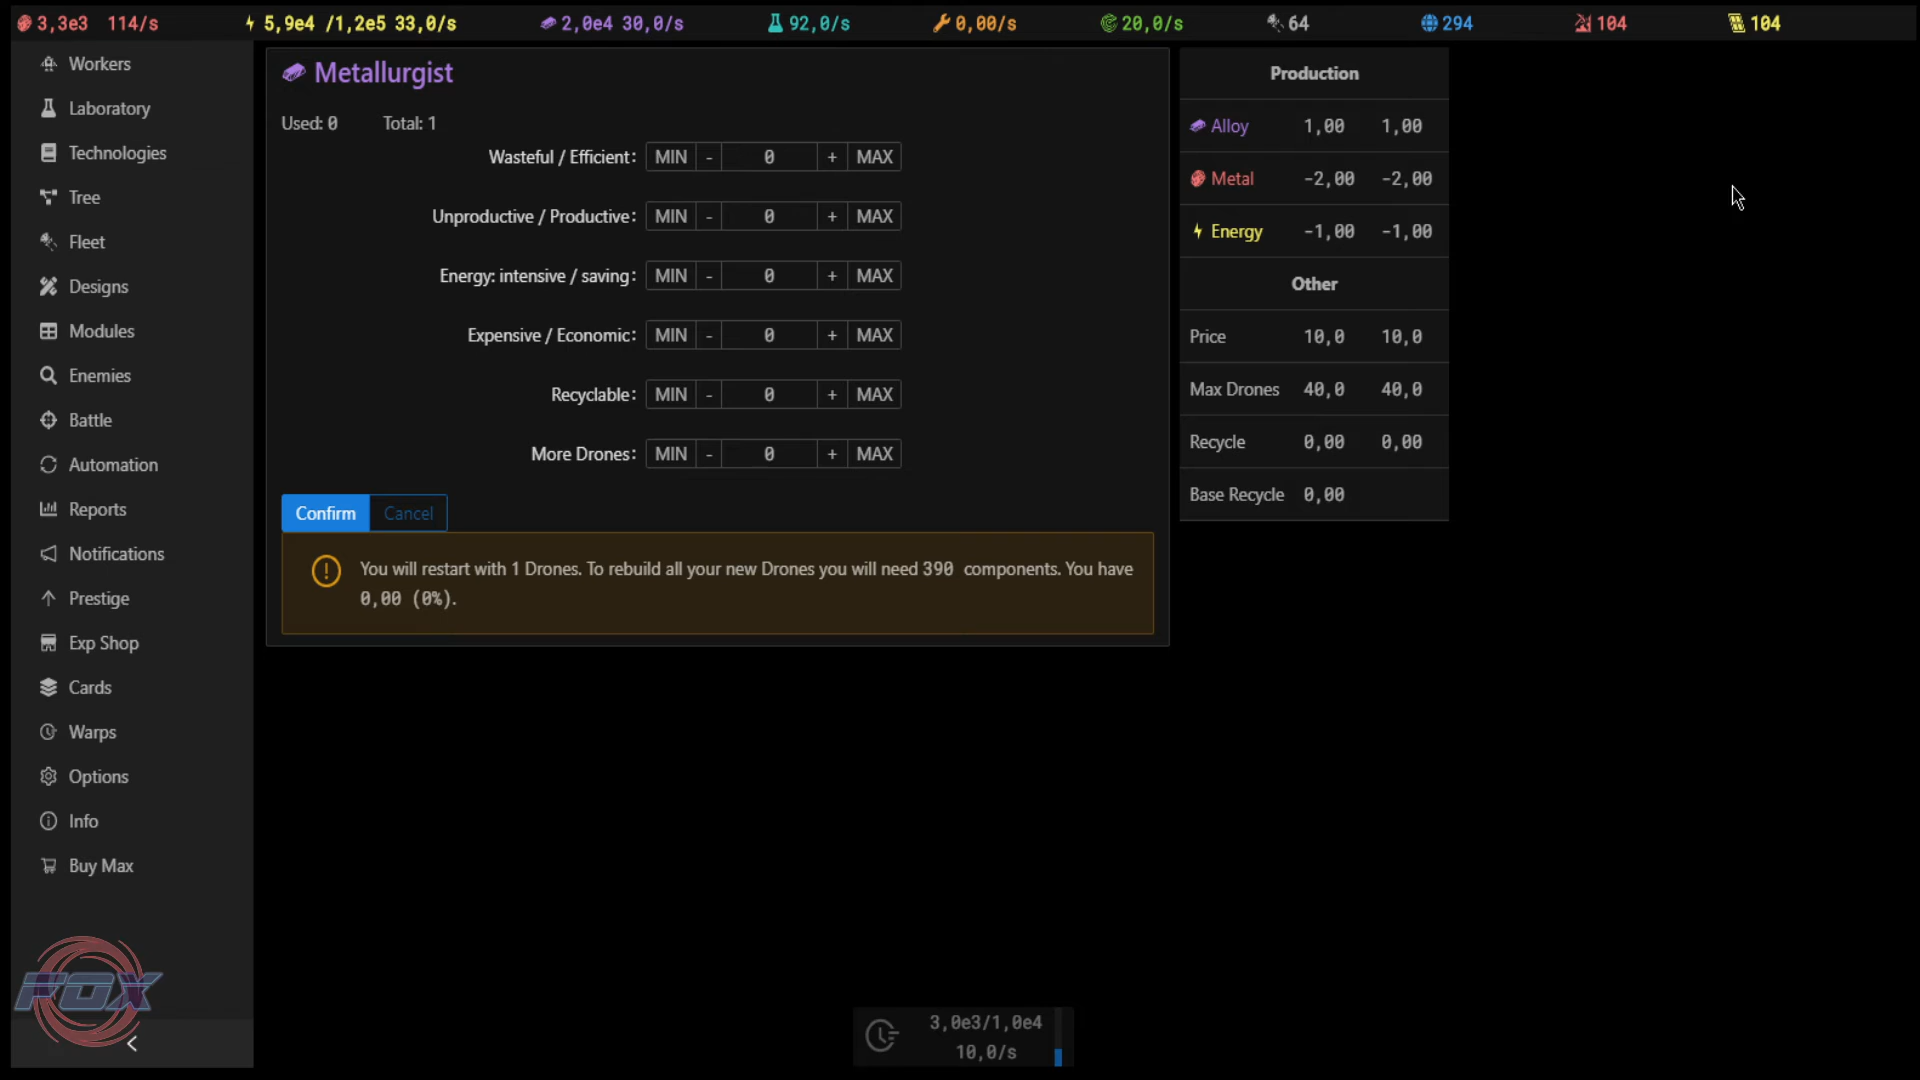 3,3e3 114/s 5,9e4 /1,2e5 33,0/s 2,0e4 30,0/s 92,0/s 0,00/s 20,0/s 64 294 104 104
Workers
Laboratory
Technologies
Tree
Fleet
Designs
Modules
Enemies
Battle
Automation
Reports
Notifications
Prestige
Exp Shop
Cards
Warps
Options
Info
Buy Max
FOX
<
Metallurgist
Used: 0 Total: 1
Wasteful / Efficient: MIN - 0 + MAX
Unproductive / Productive: MIN - 0 + MAX
Energy: intensive / saving: MIN - 0 + MAX
Expensive / Economic: MIN - 0 + MAX
Recyclable: MIN - 0 + MAX
More Drones: MIN - 0 + MAX
Confirm Cancel
You will restart with 1 Drones. To rebuild all your new Drones you will need 390 components. You have
0,00 (0%).
Production
Alloy 1,00 1,00
Metal -2,00 -2,00
Energy -1,00 -1,00
Other
Price 10,0 10,0
Max Drones 40,0 40,0
Recycle 0,00 0,00
Base Recycle 0,00
3,0e3/1,0e4
10,0/s